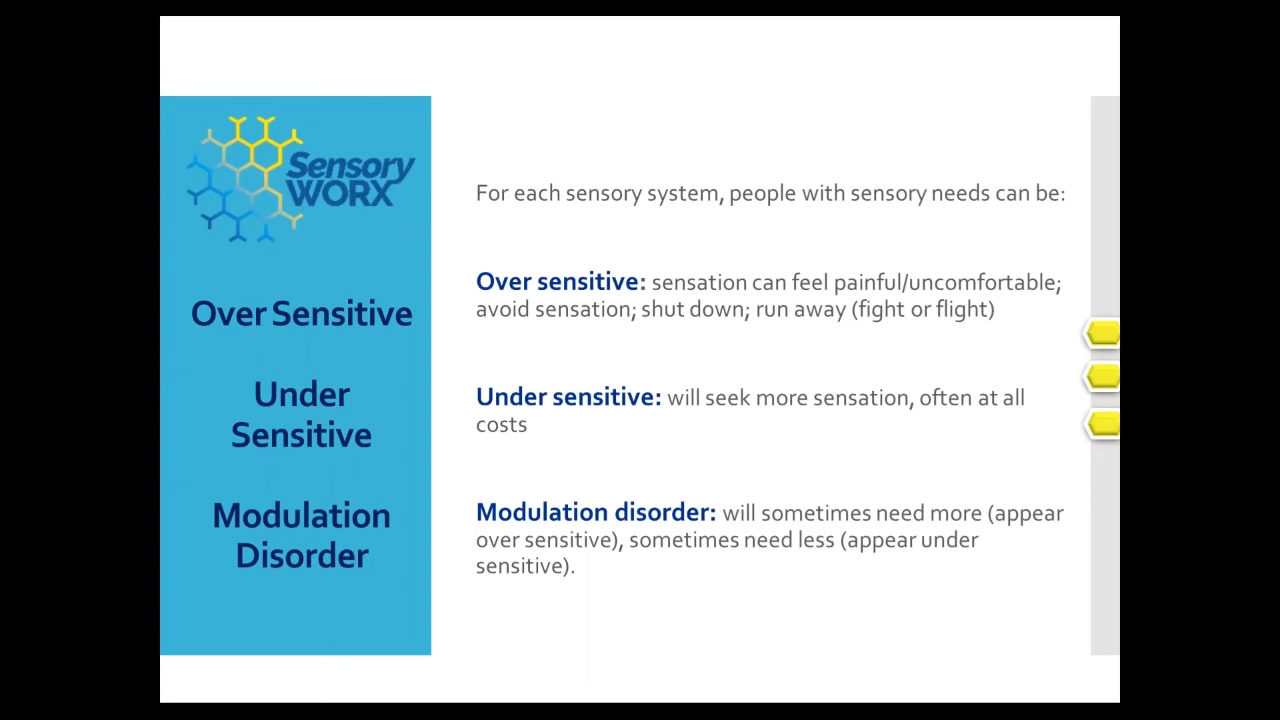 Sensory
WORX
Over Sensitive
Under
Sensitive
Modulation
Disorder
For each sensory system, people with sensory needs can be:
Over sensitive: sensation can feel painful/uncomfortable;
avoid sensation; shut down; run away (fight or flight)
Under sensitive: will seek more sensation, often at all
costs
Modulation disorder: will sometimes need more (appear
over sensitive), sometimes need less (appear under
sensitive).